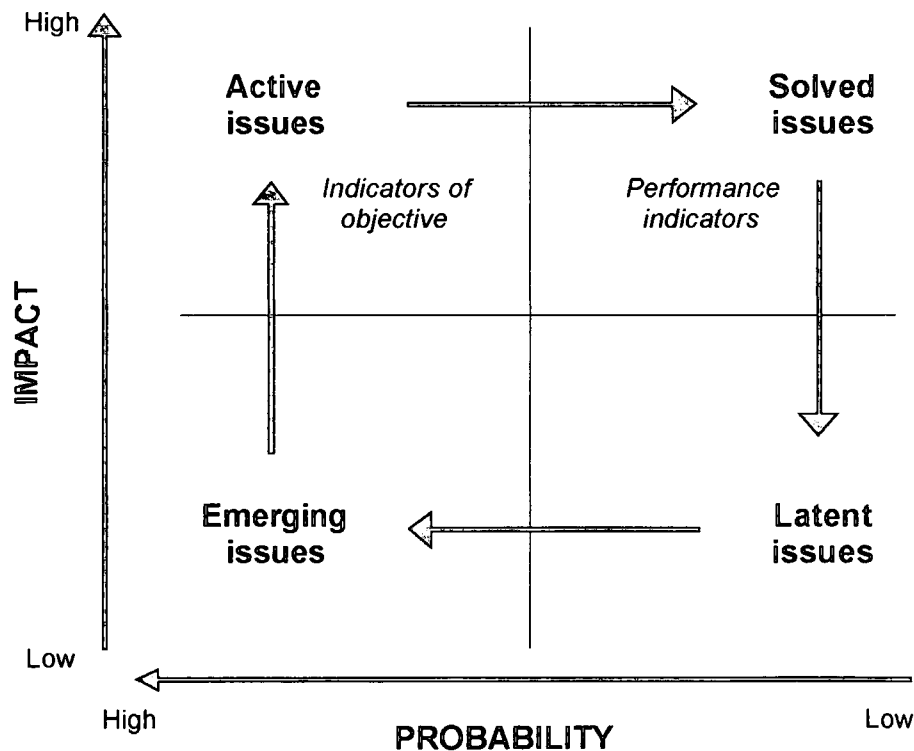 High
Active
issues
Solved
issues
Indicators of
objective
Performance
indicators
IMPACT
Emerging
issues
Latent
issues
Low
High
PROBABILITY
Low